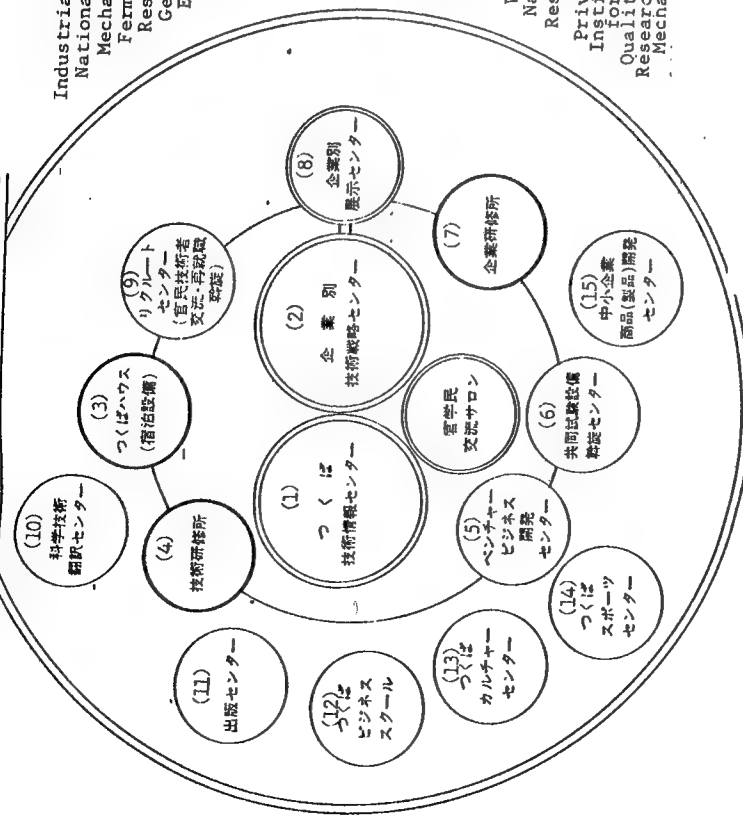 (10)
科学技術
翻訳センター
(11)
出版センター
(4)
技術研修所
(3)
つくばハウス
(宿泊設備)
(9)
リクルート
センター
(官民技術者
交流・再就職
斡旋)
(12)
つくば
ビジネス
スクール
(1)
つくば
技術情報センター
(2)
企業別
技術戦略センター
(8)
企業別
展示センター
官学民
交流サロン
(13)
つくば
カルチャー
センター
(5)
ベンチャー
ビジネス
開発
センター
(6)
共同試験設備
斡旋センター
(7)
企業研修所
(14)
つくば
スポーツ
センター
(15)
中小企業
商品(製品)開発
センター
Industria
Nationa
Mecha
Ferm
Res
Ge
E
Na
Res
Priv
Insti
for
Qualit
Researc
Mecha